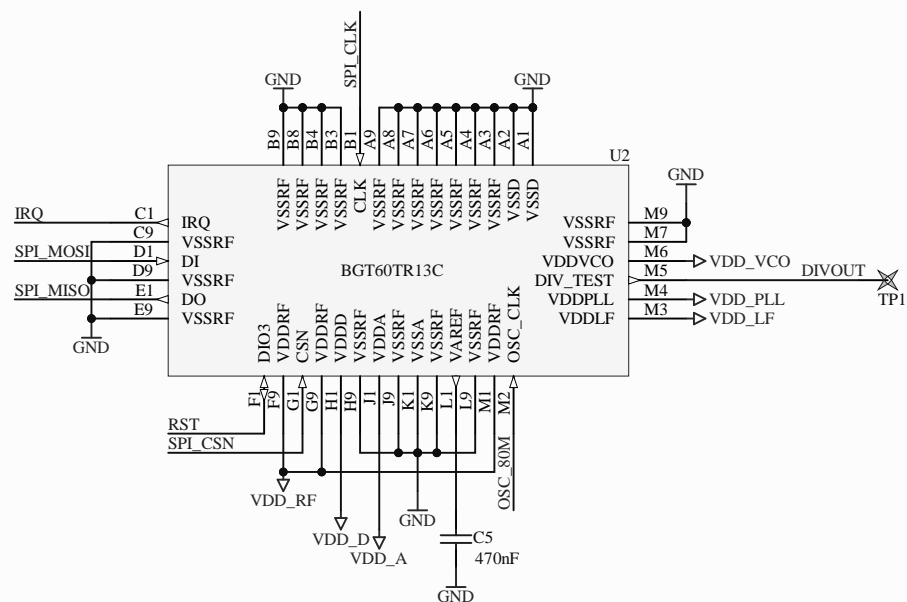 SPI_CLK
GND
GND
B9
B8
B4
B3
B1
A9
A8
A7
A6
A5
A4
A3
A2
A1
U2
VSSRF
VSSRF
VSSRF
VSSRF
CLK
VSSRF
VSSRF
VSSRF
VSSRF
VSSRF
VSSRF
VSSRF
VSSD
VSSD
GND
IRQ
C1
IRQ
C9
VSSRF
SPI_MOSI
D1
DI
D9
VSSRF
SPI_MISO
E1
DO
E9
VSSRF
GND
BGT60TR13C
VSSRF
M9
VSSRF
M7
VDDVCO
M6
VDD_VCO
DIV_TEST
M5
DIVOUT
TP1
VDDPLL
M4
VDD_PLL
VDDLF
M3
VDD_LF
DIO3
VDDRF
CSN
VDDRF
VDDD
VSSRF
VDDA
VSSRF
VSSA
VSSRF
VAREF
VSSRF
VDDRF
OSC_CLK
F1
F9
G1
G9
H1
H9
J1
J9
K1
K9
L1
L9
M1
M2
RST
SPI_CSN
VDD_RF
VDD_D
VDD_A
GND
OSC_80M
C5
470nF
GND